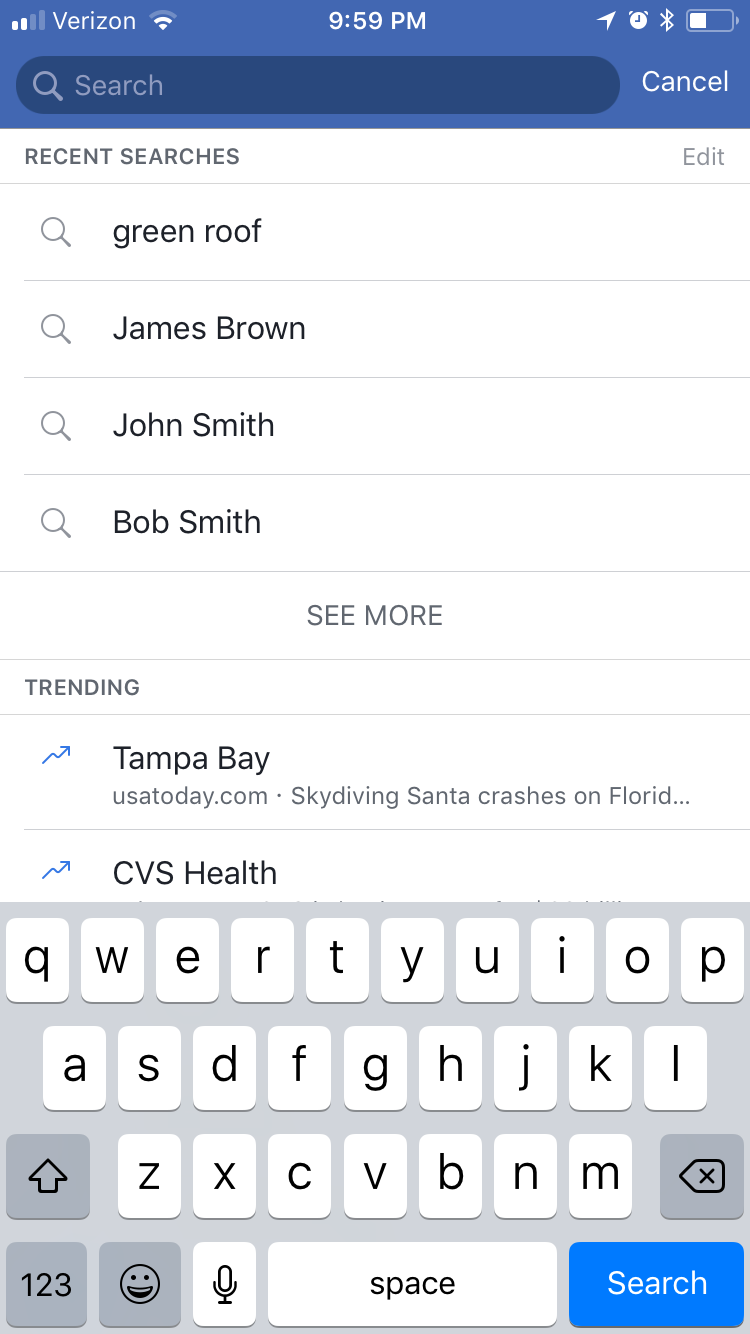 Verizon 9:59 PM
Search Cancel
RECENT SEARCHES Edit
green roof
James Brown
John Smith
Bob Smith
SEE MORE
TRENDING
Tampa Bay
usatoday.com · Skydiving Santa crashes on Florid...
CVS Health
q w e r t y u i o p
a s d f g h j k l
z x c v b n m
123 space Search